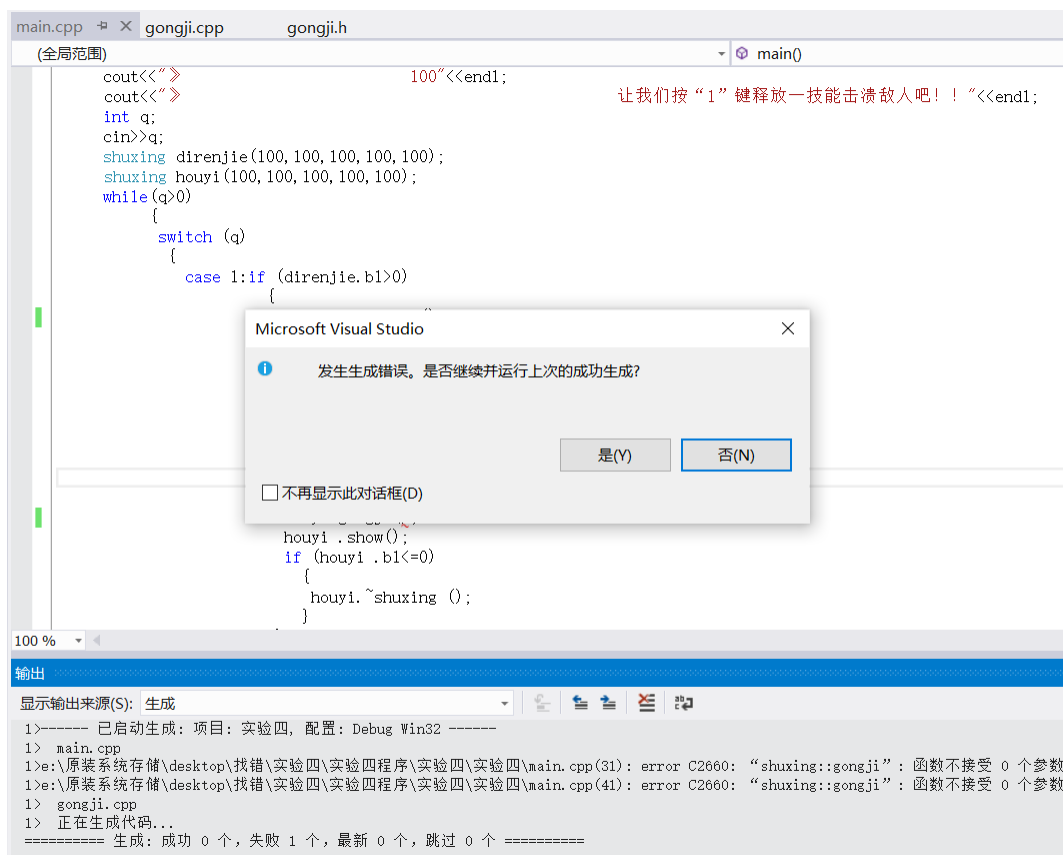 main.cpp gongji.cpp gongji.h
(全局范围) main()
cout<<"》 100"<<endl;
cout<<"》 让我们按“1”键释放一技能击溃敌人吧！！"<<endl;
int q;
cin>>q;
shuxing direnjie(100,100,100,100,100);
shuxing houyi(100,100,100,100,100);
while(q>0)
{
switch (q)
{
case 1:if (direnjie.bl>0)
{
Microsoft Visual Studio
发生生成错误。是否继续并运行上次的成功生成?
是(Y) 否(N)
不再显示此对话框(D)
houyi .show();
if (houyi .bl<=0)
{
houyi.~shuxing ();
}
100 %
输出
显示输出来源(S): 生成
1>------ 已启动生成: 项目: 实验四, 配置: Debug Win32 ------
1> main.cpp
1>e:\原装系统存储\desktop\找错\实验四\实验四程序\实验四\实验四\main.cpp(31): error C2660: “shuxing::gongji”: 函数不接受 0 个参数
1>e:\原装系统存储\desktop\找错\实验四\实验四程序\实验四\实验四\main.cpp(41): error C2660: “shuxing::gongji”: 函数不接受 0 个参数
1> gongji.cpp
1> 正在生成代码...
========== 生成: 成功 0 个，失败 1 个，最新 0 个，跳过 0 个 ==========